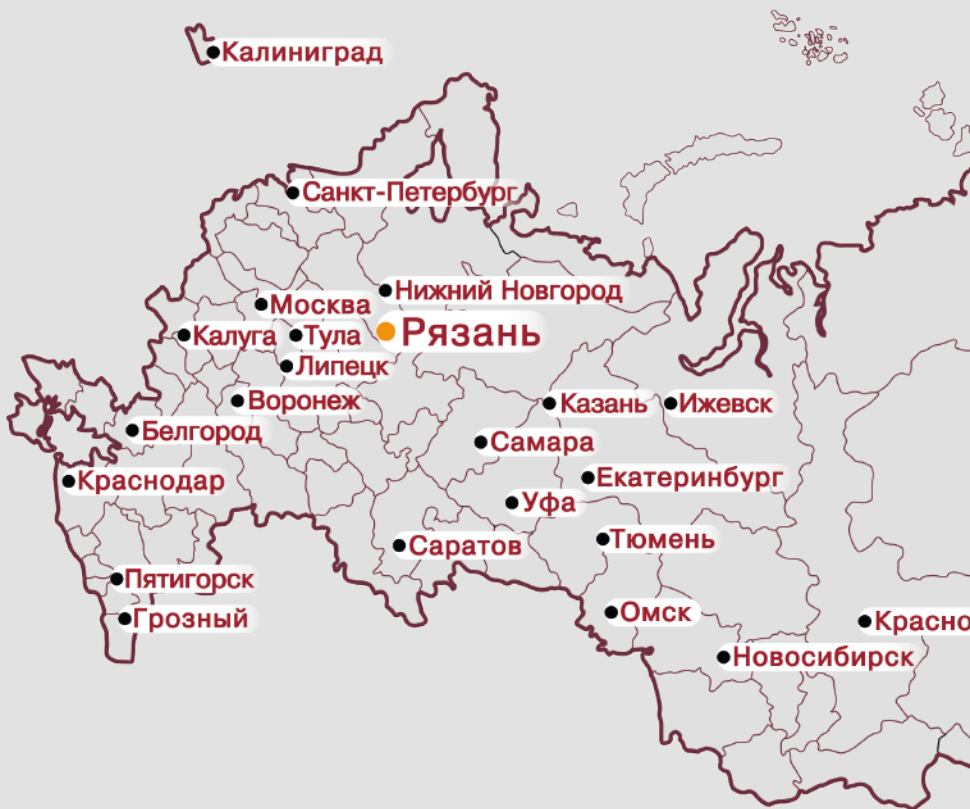 Калининград
Санкт-Петербург
Нижний Новгород
Москва
Рязань
Калуга
Тула
Липецк
Воронеж
Казань
Ижевск
Белгород
Самара
Краснодар
Екатеринбург
Уфа
Саратов
Тюмень
Пятигорск
Омск
Грозный
Красно
Новосибирск